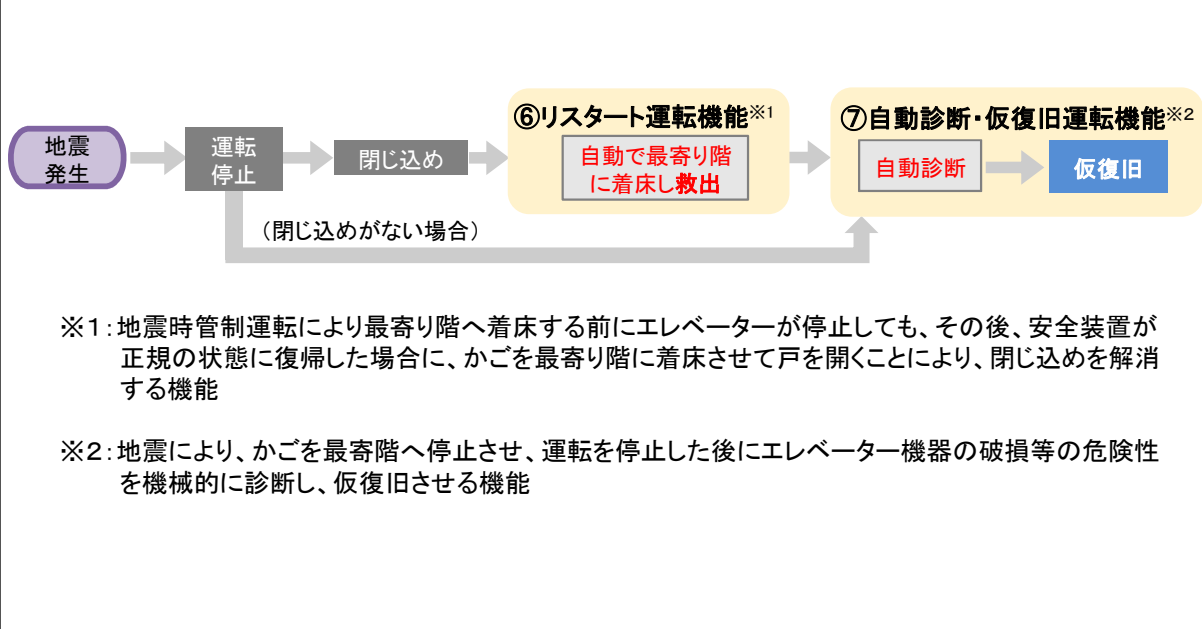 ⑥リスタート運転機能※1
⑦自動診断・仮復旧運転機能※2
地震
発生
運転
停止
閉じ込め
自動で最寄り階
に着床し救出
自動診断
仮復旧
（閉じ込めがない場合）
※１：地震時管制運転により最寄り階へ着床する前にエレベーターが停止しても、その後、安全装置が
正規の状態に復帰した場合に、かごを最寄り階に着床させて戸を開くことにより、閉じ込めを解消
する機能
※２：地震により、かごを最寄階へ停止させ、運転を停止した後にエレベーター機器の破損等の危険性
を機械的に診断し、仮復旧させる機能